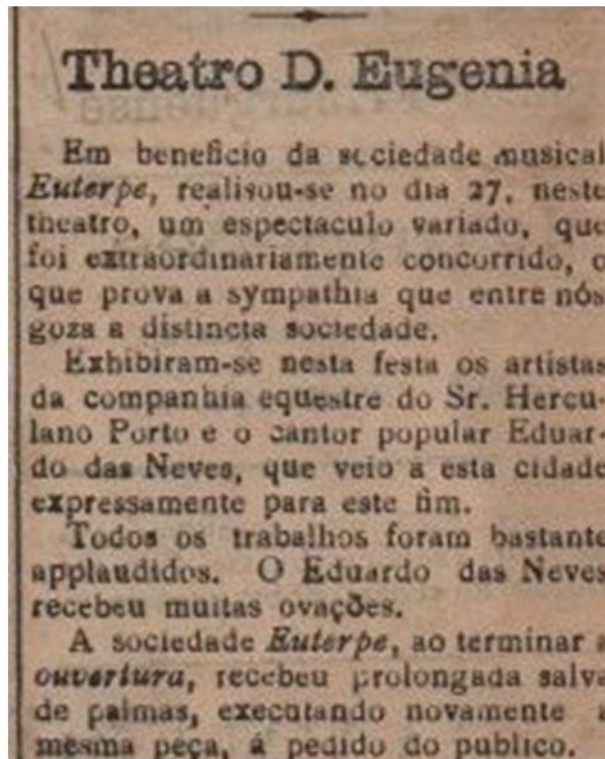 Theatro D. Eugenia
Em beneficio da sociedade musical
Euterpe, realisou-se no dia 27, neste
theatro, um espectaculo variado, que
foi extraordinariamente concorrido, o
que prova a sympathia que entre nós
goza a distincta sociedade.
Exhibiram-se nesta festa os artistas
da companhia equestre do Sr. Hercu-
lano Porto e o cantor popular Eduar-
do das Neves, que veio a esta cidade
expressamente para este fim.
Todos os trabalhos foram bastante
applaudidos. O Eduardo das Neves
recebeu muitas ovações.
A sociedade Euterpe, ao terminar a
ouvertura, recebeu prolongada salva
de palmas, executando novamente a
mesma peça, á pedido do publico.